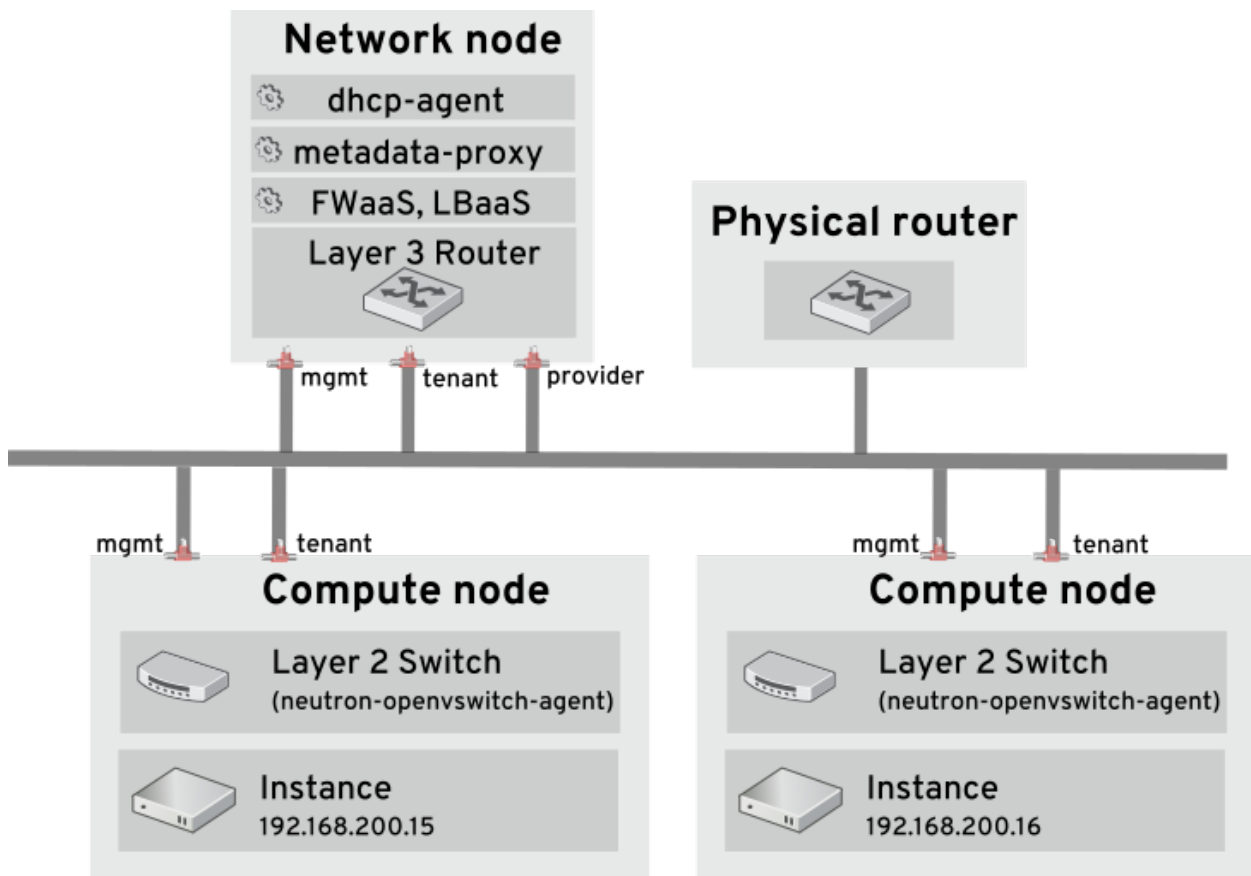 Network node
dhcp-agent
metadata-proxy
FWaaS, LBaaS
Layer 3 Router
Physical router
mgmt
tenant
provider
mgmt
tenant
mgmt
tenant
Compute node
Layer 2 Switch
(neutron-openvswitch-agent)
Instance
192.168.200.15
Compute node
Layer 2 Switch
(neutron-openvswitch-agent)
Instance
192.168.200.16